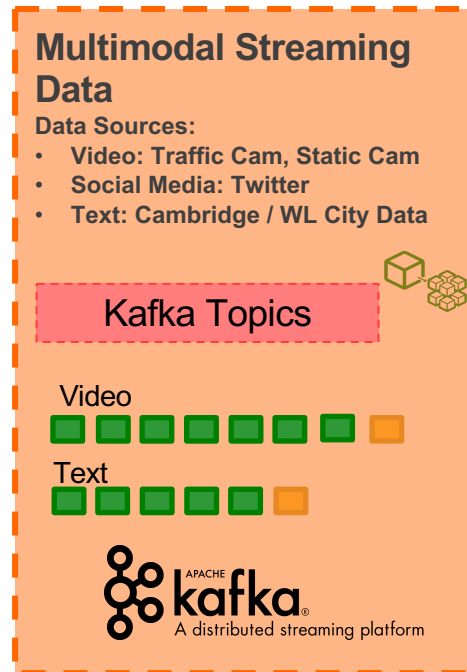 Multimodal Streaming
Data
Data Sources:
• Video: Traffic Cam, Static Cam
• Social Media: Twitter
• Text: Cambridge / WL City Data
Kafka Topics
Video
Text
APACHE
kafka®
A distributed streaming platform